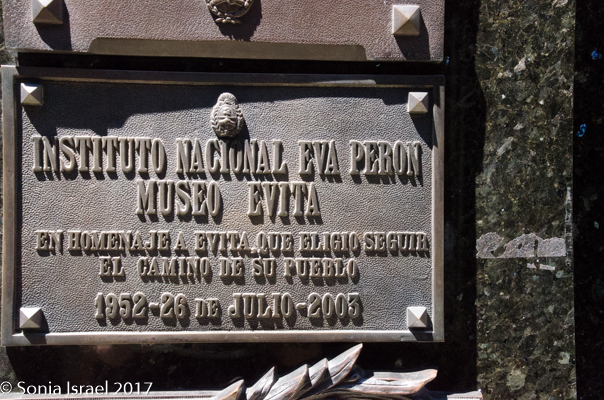 INSTITUTO NACIONAL EVA PERON
MUSEO EVITA
EN HOMENAJE A EVITA QUE ELIGIO SEGUIR
EL CAMINO DE SU PUEBLO
1952-26 DE JULIO-2003
© Sonia Israel 2017